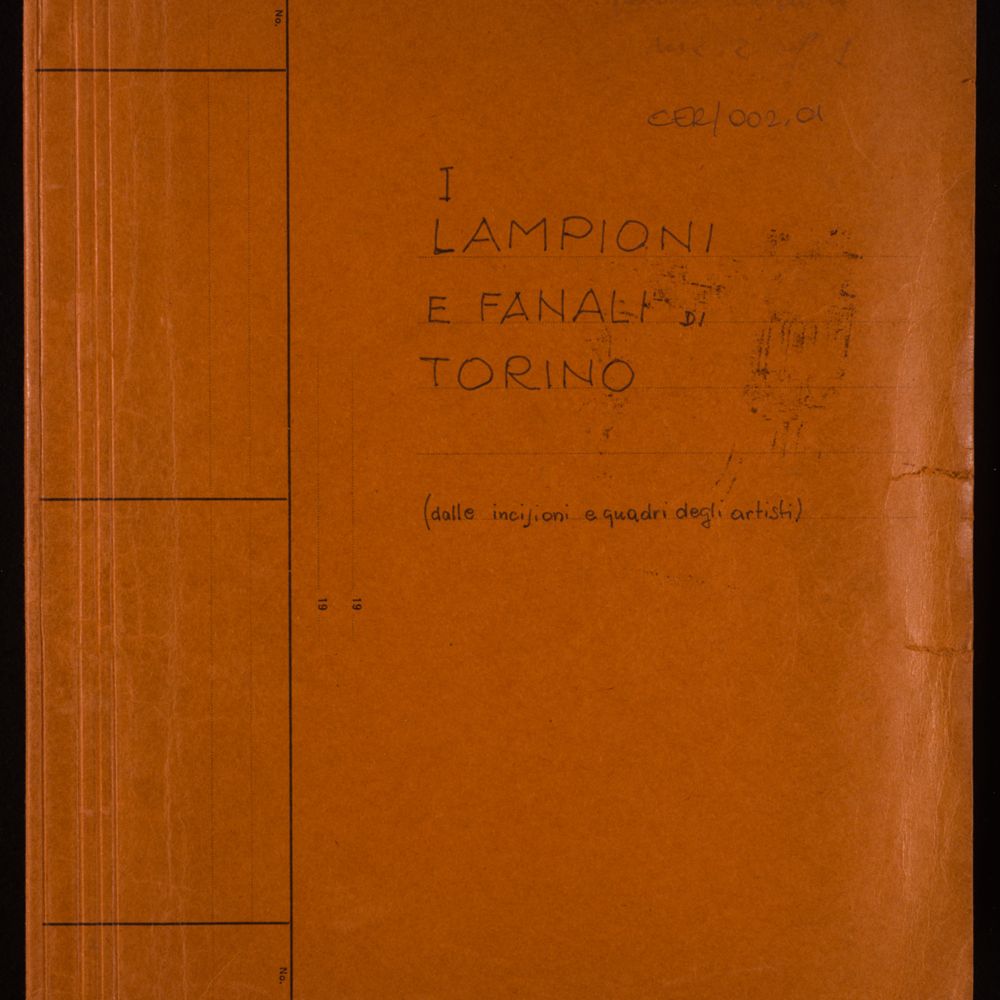 No.
CER/002.01
I
LAMPIONI
E FANALI DI
TORINO
(dalle incisioni e quadri degli artisti)
19
19
No.